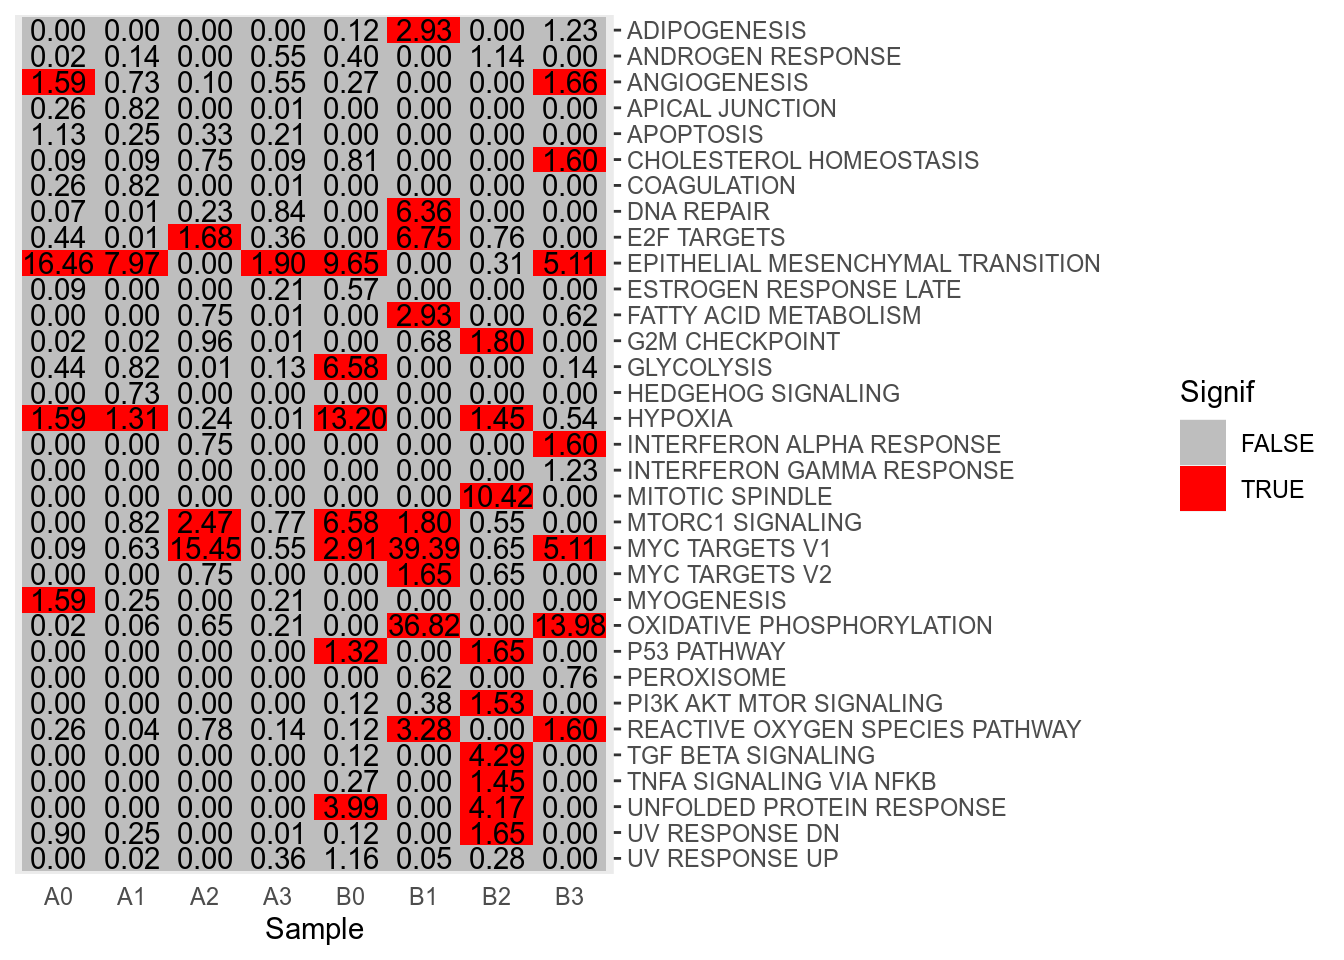 0.00 0.00 0.00 0.00 0.12 2.93 0.00 1.23 ADIPOGENESIS
0.02 0.14 0.00 0.55 0.40 0.00 1.14 0.00 ANDROGEN RESPONSE
1.59 0.73 0.10 0.55 0.27 0.00 0.00 1.66 ANGIOGENESIS
0.26 0.82 0.00 0.01 0.00 0.00 0.00 0.00 APICAL JUNCTION
1.13 0.25 0.33 0.21 0.00 0.00 0.00 0.00 APOPTOSIS
0.09 0.09 0.75 0.09 0.81 0.00 0.00 1.60 CHOLESTEROL HOMEOSTASIS
0.26 0.82 0.00 0.01 0.00 0.00 0.00 0.00 COAGULATION
0.07 0.01 0.23 0.84 0.00 6.36 0.00 0.00 DNA REPAIR
0.44 0.01 1.68 0.36 0.00 6.75 0.76 0.00 E2F TARGETS
16.46 7.97 0.00 1.90 9.65 0.00 0.31 5.11 EPITHELIAL MESENCHYMAL TRANSITION
0.09 0.00 0.00 0.21 0.57 0.00 0.00 0.00 ESTROGEN RESPONSE LATE
0.00 0.00 0.75 0.01 0.00 2.93 0.00 0.62 FATTY ACID METABOLISM
0.02 0.02 0.96 0.01 0.00 0.68 1.80 0.00 G2M CHECKPOINT
0.44 0.82 0.01 0.13 6.58 0.00 0.00 0.14 GLYCOLYSIS
0.00 0.73 0.00 0.00 0.00 0.00 0.00 0.00 HEDGEHOG SIGNALING
1.59 1.31 0.24 0.01 13.20 0.00 1.45 0.54 HYPOXIA
0.00 0.00 0.75 0.00 0.00 0.00 0.00 1.60 INTERFERON ALPHA RESPONSE
0.00 0.00 0.00 0.00 0.00 0.00 0.00 1.23 INTERFERON GAMMA RESPONSE
0.00 0.00 0.00 0.00 0.00 0.00 10.42 0.00 MITOTIC SPINDLE
0.00 0.82 2.47 0.77 6.58 1.80 0.55 0.00 MTORC1 SIGNALING
0.09 0.63 15.45 0.55 2.91 39.39 0.65 5.11 MYC TARGETS V1
0.00 0.00 0.75 0.00 0.00 1.65 0.65 0.00 MYC TARGETS V2
1.59 0.25 0.00 0.21 0.00 0.00 0.00 0.00 MYOGENESIS
0.02 0.06 0.65 0.21 0.00 36.82 0.00 13.98 OXIDATIVE PHOSPHORYLATION
0.00 0.00 0.00 0.00 1.32 0.00 1.65 0.00 P53 PATHWAY
0.00 0.00 0.00 0.00 0.00 0.62 0.00 0.76 PEROXISOME
0.00 0.00 0.00 0.00 0.12 0.38 1.53 0.00 PI3K AKT MTOR SIGNALING
0.26 0.04 0.78 0.14 0.12 3.28 0.00 1.60 REACTIVE OXYGEN SPECIES PATHWAY
0.00 0.00 0.00 0.00 0.12 0.00 4.29 0.00 TGF BETA SIGNALING
0.00 0.00 0.00 0.00 0.27 0.00 1.45 0.00 TNFA SIGNALING VIA NFKB
0.00 0.00 0.00 0.00 3.99 0.00 4.17 0.00 UNFOLDED PROTEIN RESPONSE
0.90 0.25 0.00 0.01 0.12 0.00 1.65 0.00 UV RESPONSE DN
0.00 0.02 0.00 0.36 1.16 0.05 0.28 0.00 UV RESPONSE UP
A0 A1 A2 A3 B0 B1 B2 B3
Sample
Signif
FALSE
TRUE